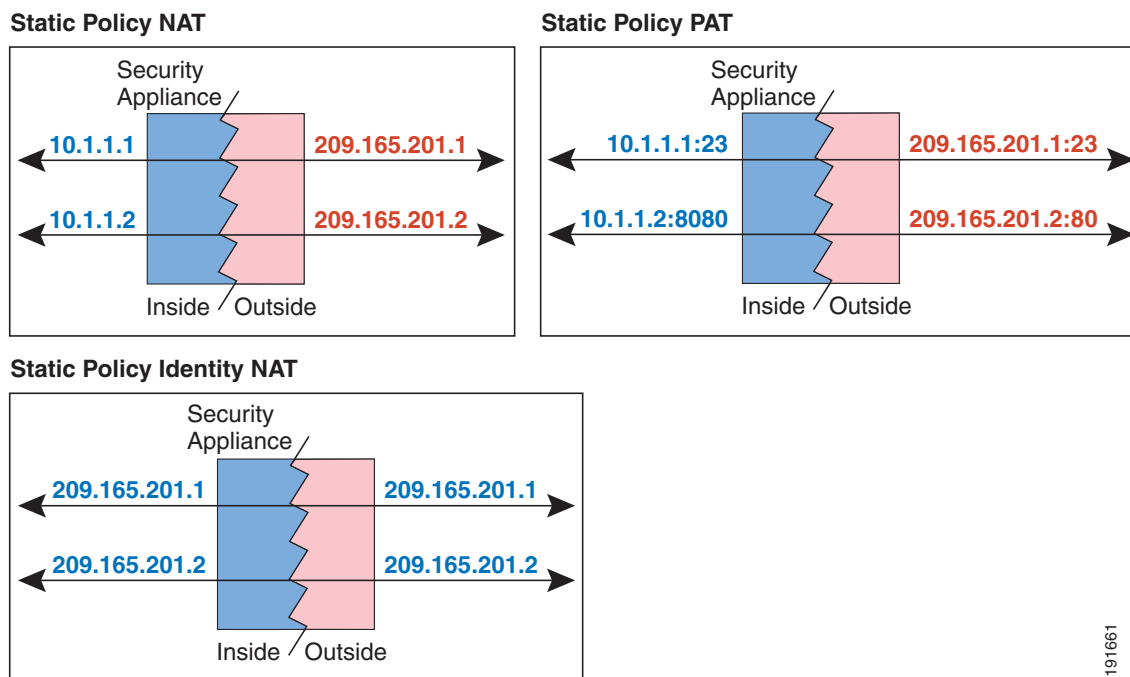 Static Policy NAT
Security
Appliance
10.1.1.1
209.165.201.1
10.1.1.2
209.165.201.2
Inside
Outside
Static Policy PAT
Security
Appliance
10.1.1.1:23
209.165.201.1:23
10.1.1.2:8080
209.165.201.2:80
Inside
Outside
Static Policy Identity NAT
Security
Appliance
209.165.201.1
209.165.201.1
209.165.201.2
209.165.201.2
Inside
Outside
191661